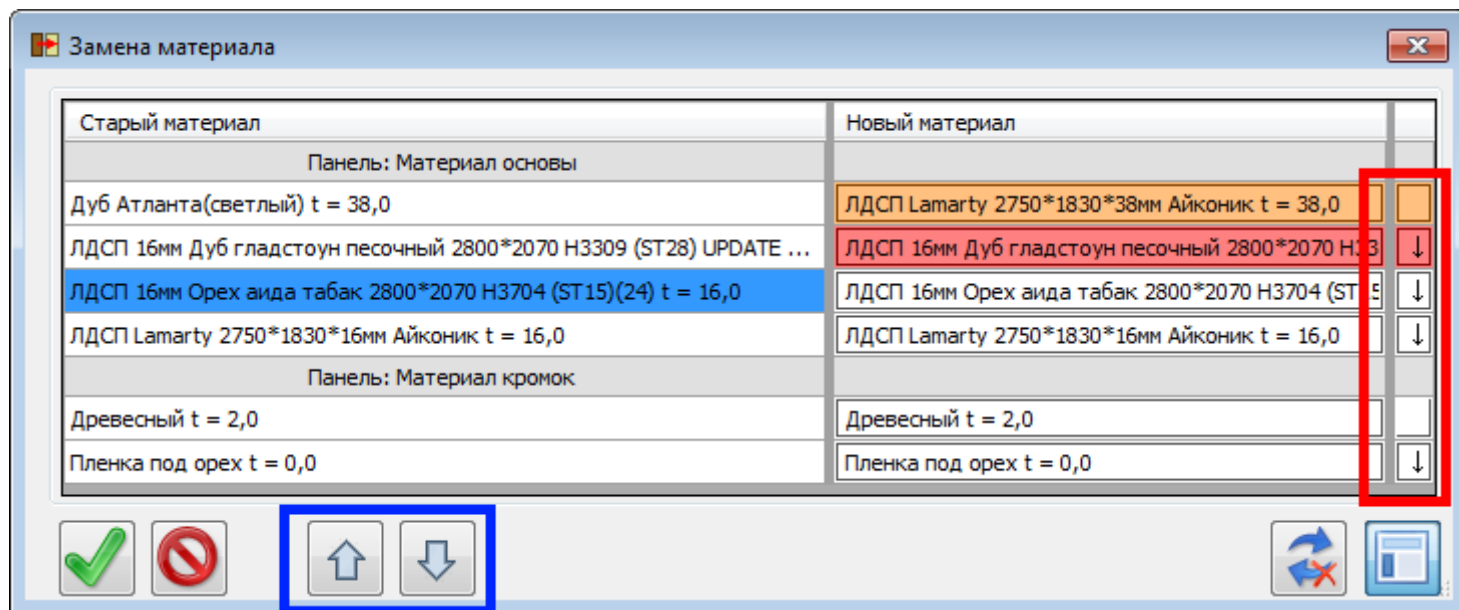 Замена материала
Старый материал Новый материал
Панель: Материал основы
Дуб Атланта(светлый) t = 38,0 ЛДСП Lamarty 2750*1830*38мм Айконик t = 38,0
ЛДСП 16мм Дуб гладстоун песочный 2800*2070 H3309 (ST28) UPDATE ... ЛДСП 16мм Дуб гладстоун песочный 2800*2070 H33 ↓
ЛДСП 16мм Орех аида табак 2800*2070 H3704 (ST15)(24) t = 16,0 ЛДСП 16мм Орех аида табак 2800*2070 H3704 (ST15 ↓
ЛДСП Lamarty 2750*1830*16мм Айконик t = 16,0 ЛДСП Lamarty 2750*1830*16мм Айконик t = 16,0 ↓
Панель: Материал кромок
Древесный t = 2,0 Древесный t = 2,0
Пленка под орех t = 0,0 Пленка под орех t = 0,0 ↓